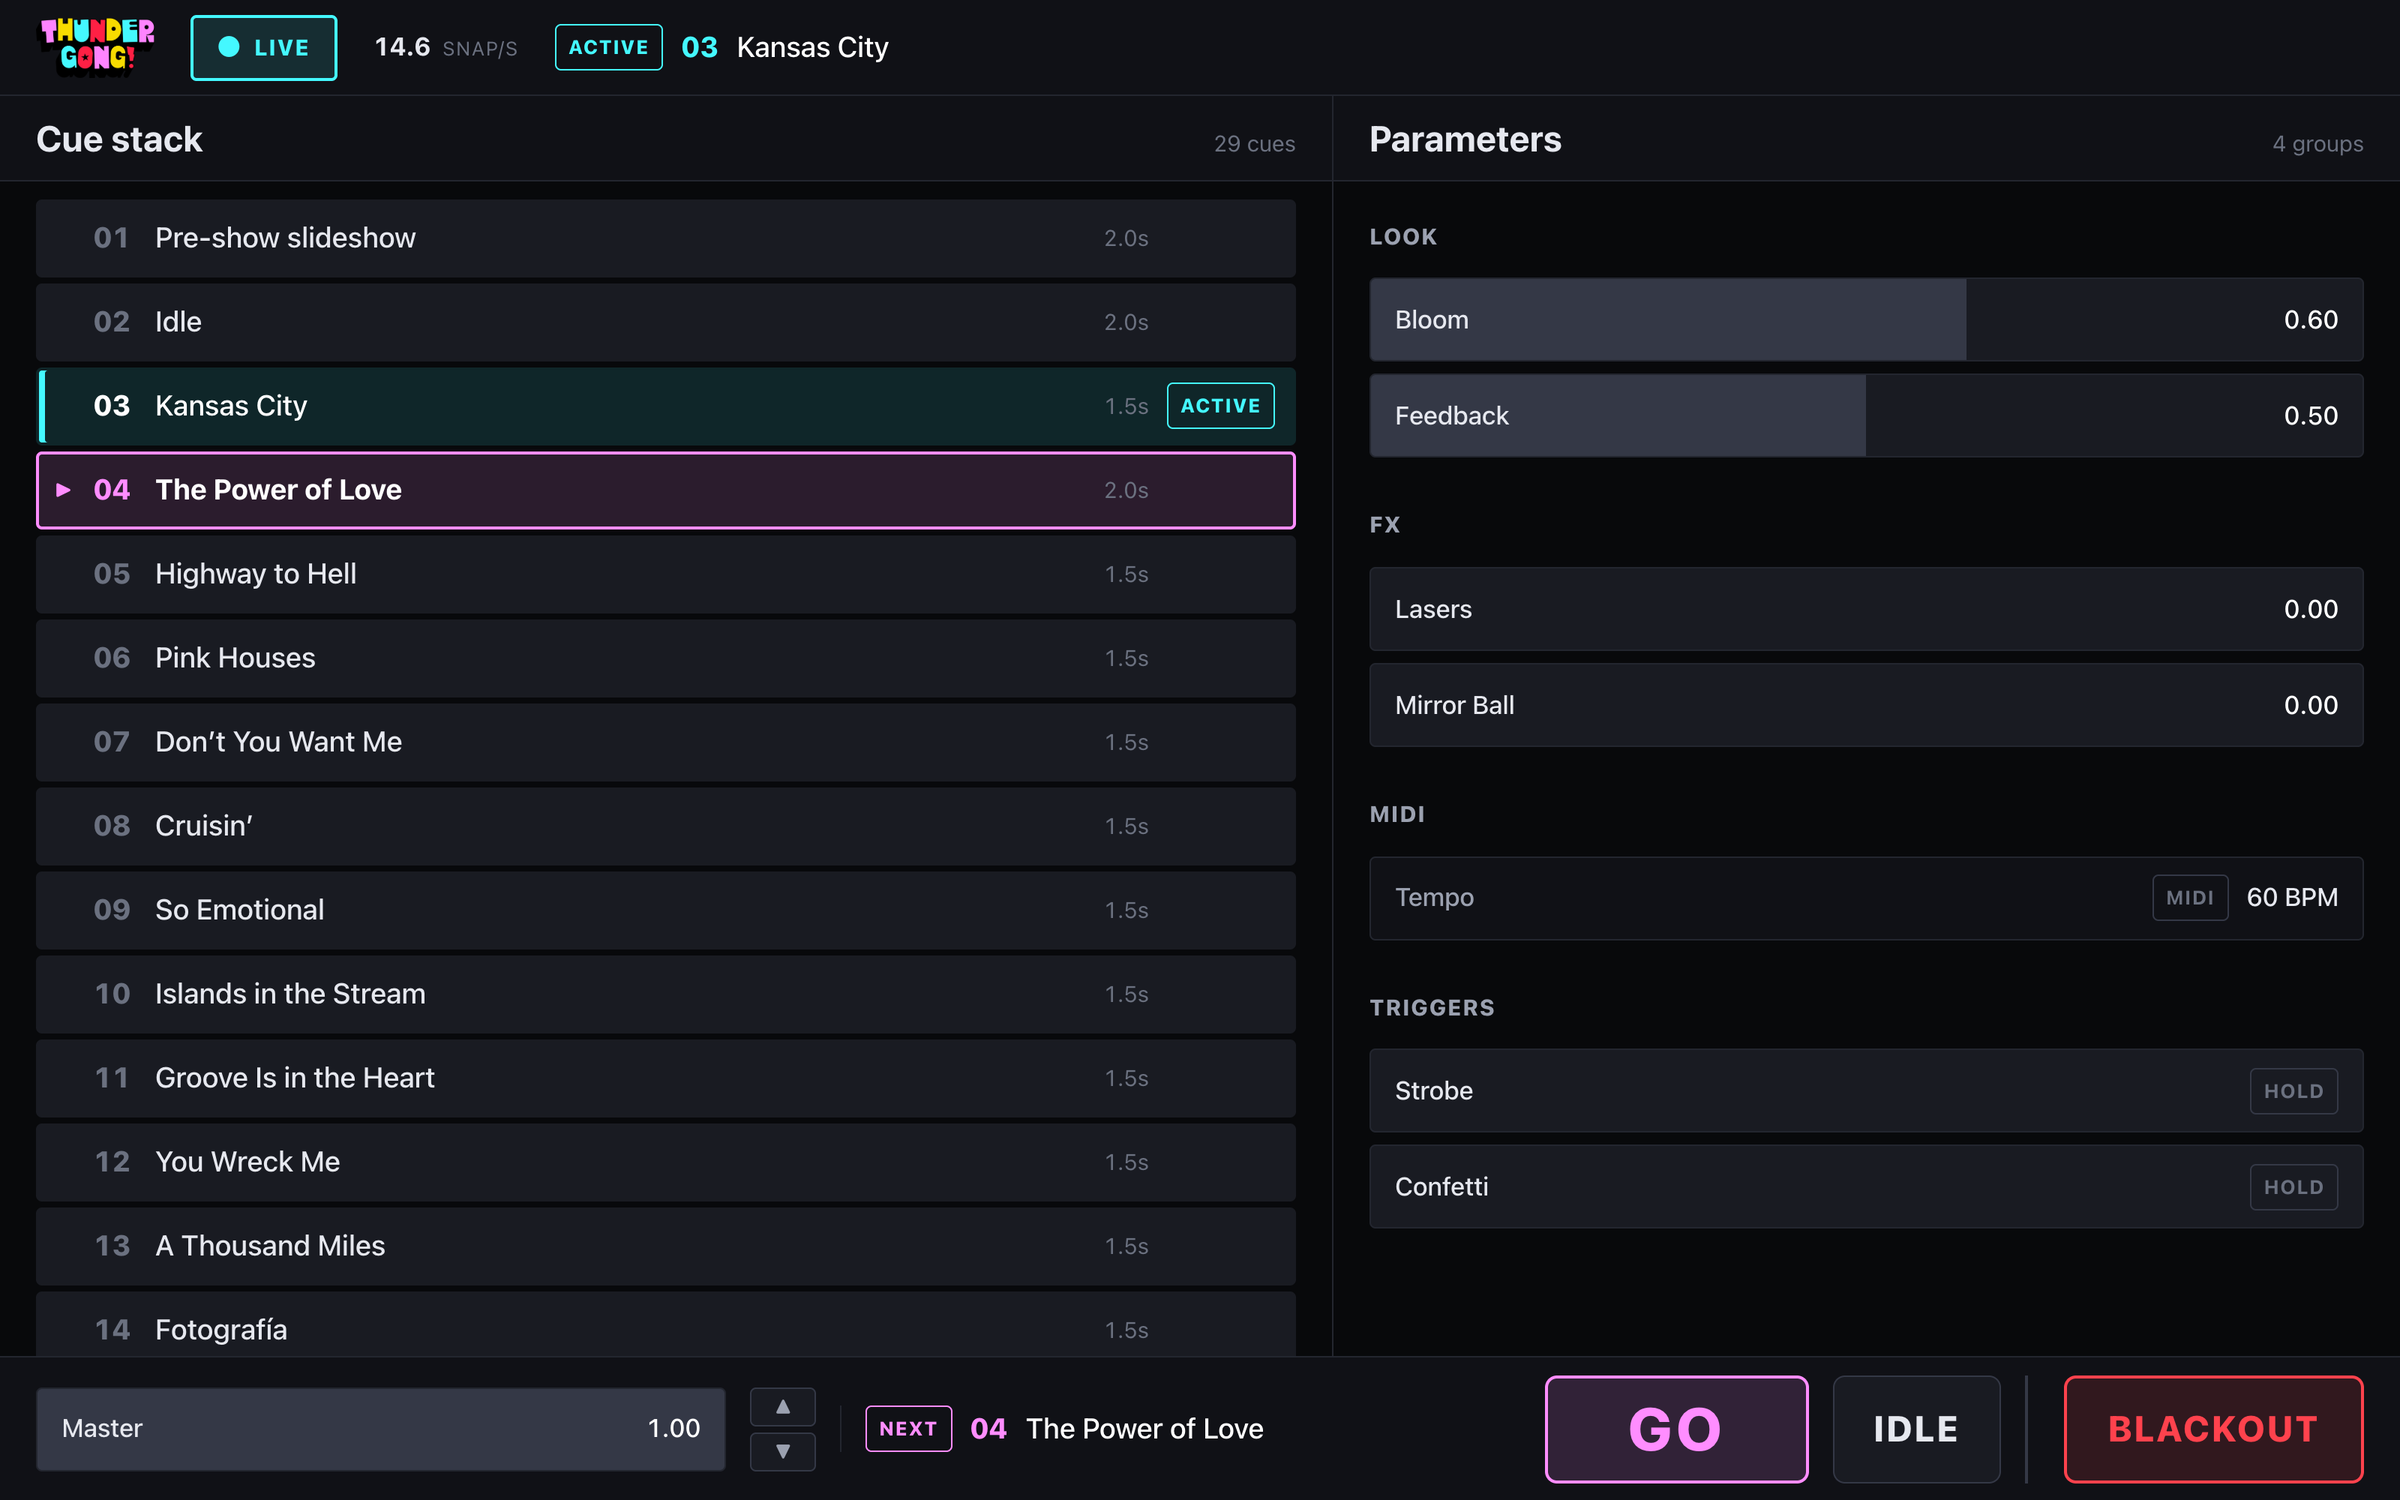 THUNDER
GONG!
LIVE
14.6 SNAP/S
ACTIVE 03 Kansas City
Cue stack
29 cues
01 Pre-show slideshow 2.0s
02 Idle 2.0s
03 Kansas City 1.5s ACTIVE
04 The Power of Love 2.0s
05 Highway to Hell 1.5s
06 Pink Houses 1.5s
07 Don’t You Want Me 1.5s
08 Cruisin’ 1.5s
09 So Emotional 1.5s
10 Islands in the Stream 1.5s
11 Groove Is in the Heart 1.5s
12 You Wreck Me 1.5s
13 A Thousand Miles 1.5s
14 Fotografía 1.5s
Parameters
4 groups
LOOK
Bloom 0.60
Feedback 0.50
FX
Lasers 0.00
Mirror Ball 0.00
MIDI
Tempo MIDI 60 BPM
TRIGGERS
Strobe HOLD
Confetti HOLD
Master 1.00
NEXT 04 The Power of Love
GO
IDLE
BLACKOUT